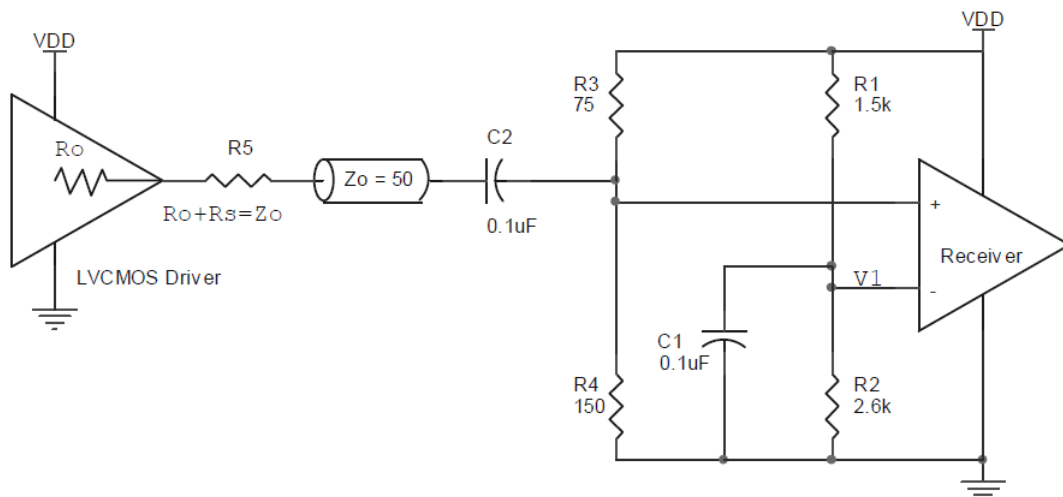 VDD
Ro
R5
Ro+Rs=Zo
LVCMOS Driver
Zo = 50
C2
0.1uF
VDD
R3
75
R1
1.5k
+
Receiver
V1
-
C1
0.1uF
R4
150
R2
2.6k